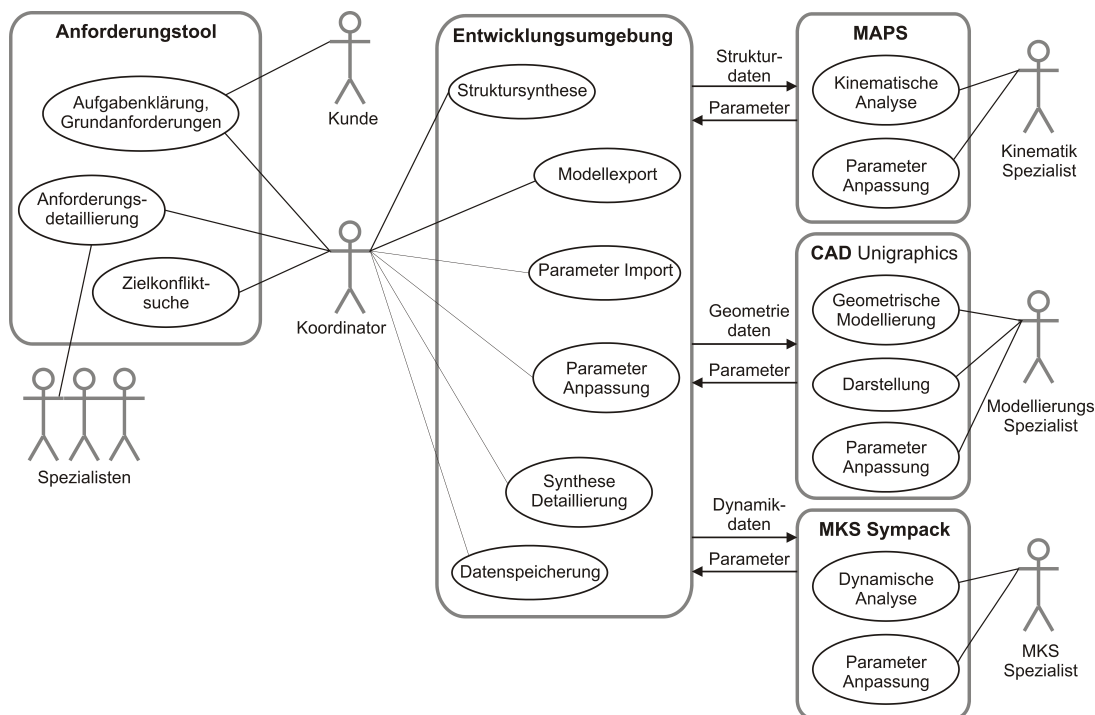 Anforderungstool
Aufgabenklärung,
Grundanforderungen
Anforderungs-
detaillierung
Zielkonflikt-
suche
Spezialisten
Kunde
Koordinator
Entwicklungsumgebung
Struktursynthese
Modellexport
Parameter Import
Parameter
Anpassung
Synthese
Detaillierung
Datenspeicherung
Struktur-
daten
Parameter
Geometrie
daten
Parameter
Dynamik-
daten
Parameter
MAPS
Kinematische
Analyse
Parameter
Anpassung
Kinematik
Spezialist
CAD Unigraphics
Geometrische
Modellierung
Darstellung
Parameter
Anpassung
Modellierungs
Spezialist
MKS Sympack
Dynamische
Analyse
Parameter
Anpassung
MKS
Spezialist